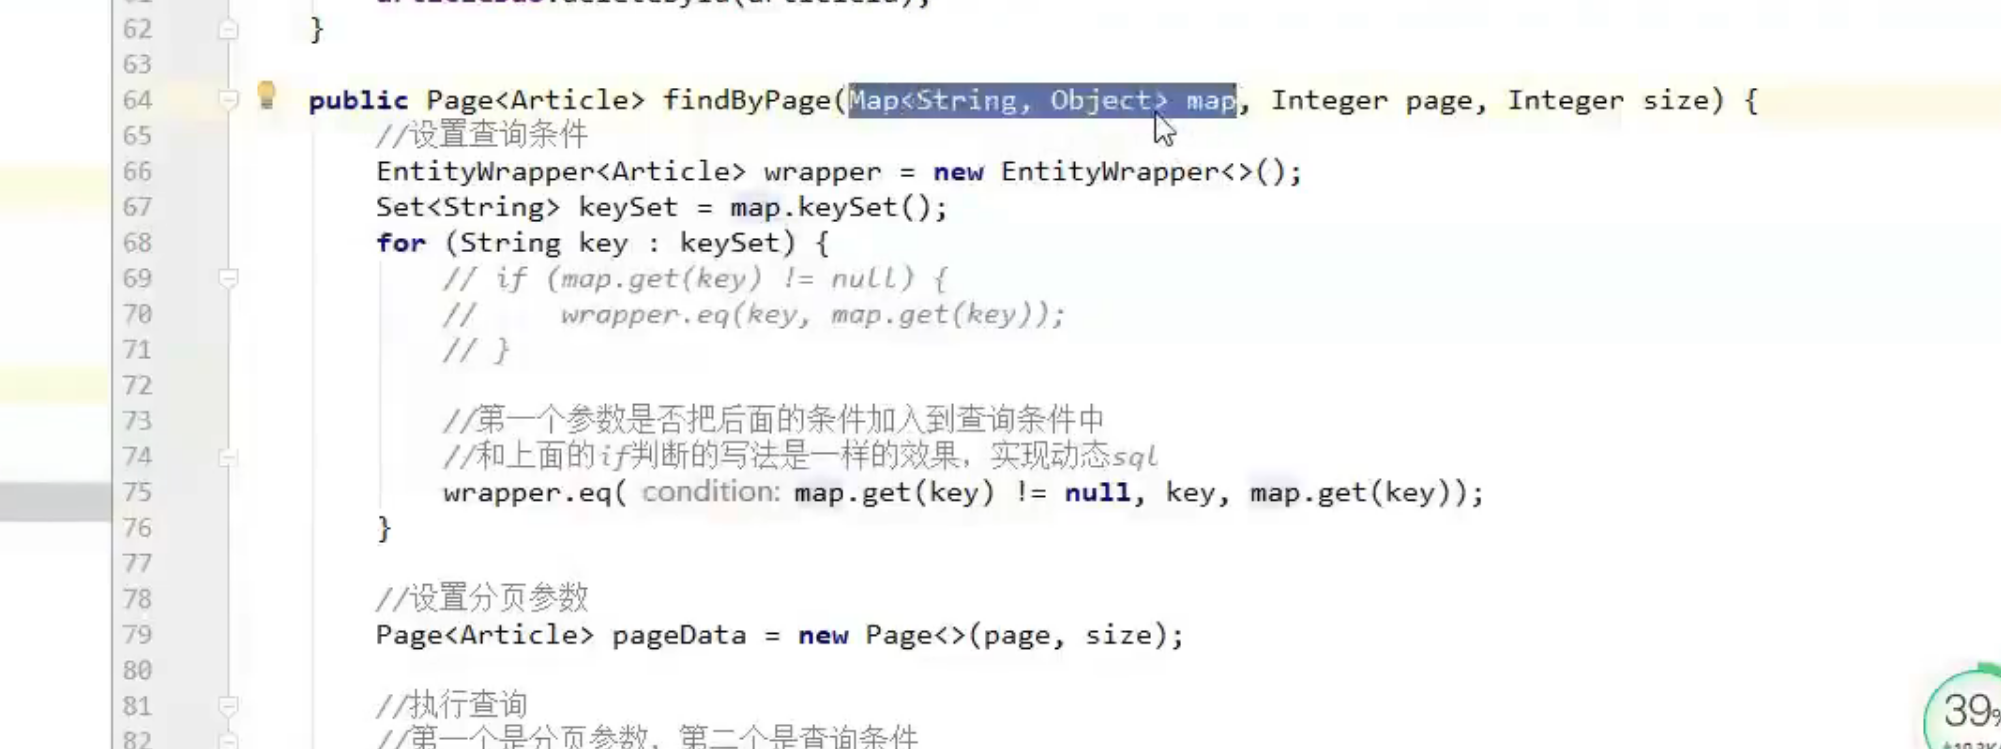 62 }
63
64 public Page<Article> findByPage(Map<String, Object> map, Integer page, Integer size) {
65 //设置查询条件
66 EntityWrapper<Article> wrapper = new EntityWrapper<>();
67 Set<String> keySet = map.keySet();
68 for (String key : keySet) {
69 // if (map.get(key) != null) {
70 //     wrapper.eq(key, map.get(key));
71 // }
72
73 //第一个参数是否把后面的条件加入到查询条件中
74 //和上面的if判断的写法是一样的效果，实现动态sql
75 wrapper.eq( condition: map.get(key) != null, key, map.get(key));
76 }
77
78 //设置分页参数
79 Page<Article> pageData = new Page<>(page, size);
80
81 //执行查询
82 //第一个是分页参数，第二个是查询条件
39%